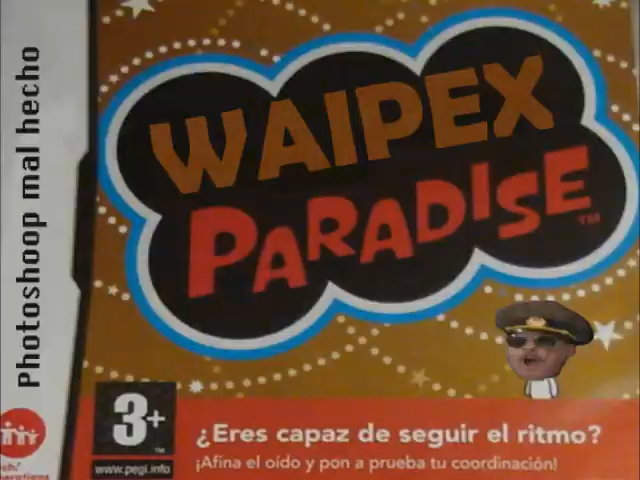 Photoshoop mal hecho
WAIPEX
PARADISE™
3+™
www.pegi.info
¿Eres capaz de seguir el ritmo?
¡Afina el oído y pon a prueba tu coordinación!